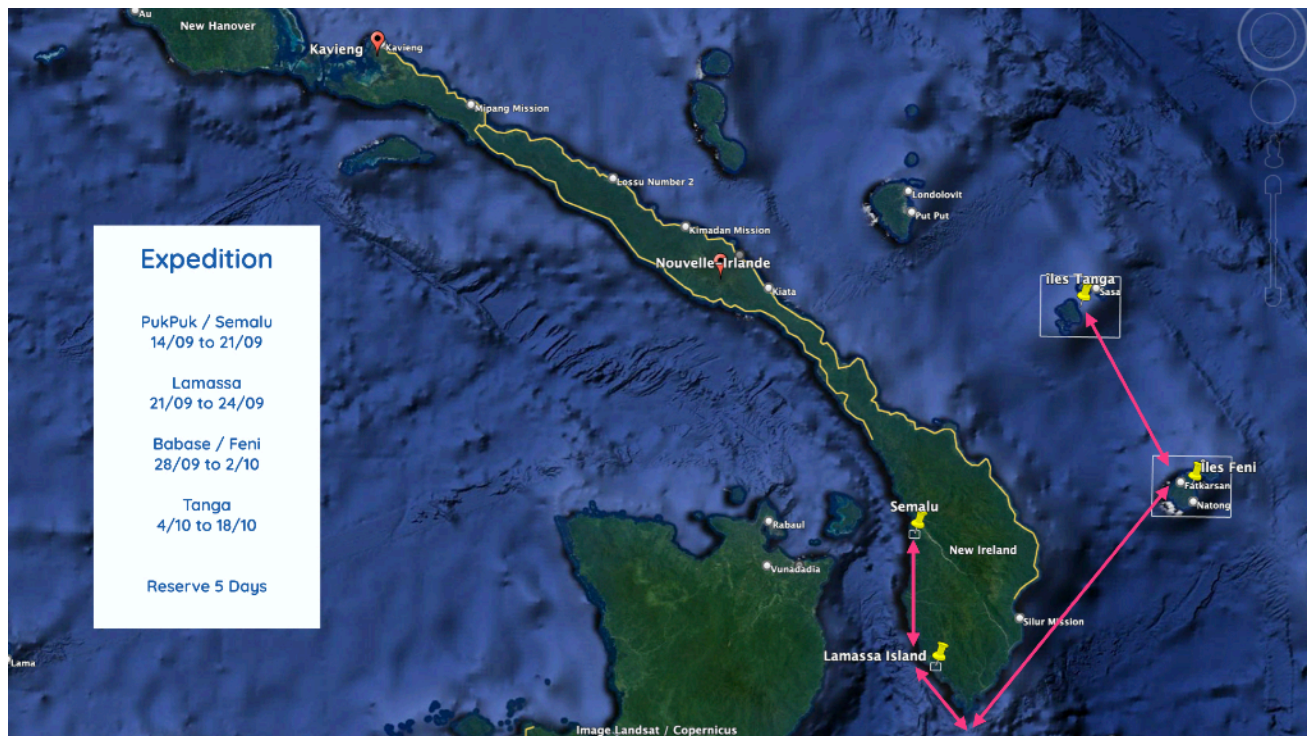 Au
New Hanover
Kavieng
Kavieng
Mipang Mission
Lossu Number 2
Londolovit
Put Put
Kimadan Mission
Nouvelle-Irlande
Kiata
îles Tanga
Sasa
Expedition
PukPuk / Semalu
14/09 to 21/09
Lamassa
21/09 to 24/09
Babase / Feni
28/09 to 2/10
Tanga
4/10 to 18/10
Reserve 5 Days
Îles Feni
Fatkarsan
Natong
Semalu
Rabaul
New Ireland
Vunadadia
Silur Mission
Lamassa Island
Lama
Image Landsat / Copernicus